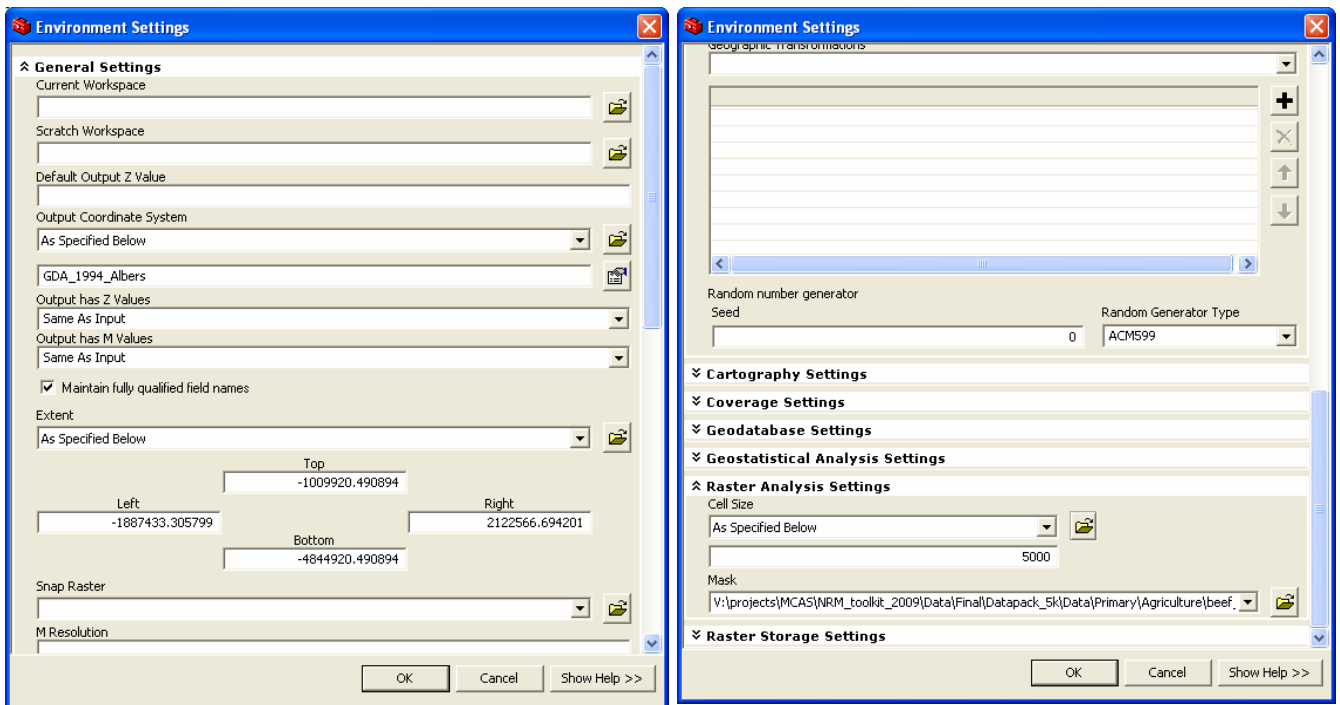 Environment Settings
General Settings
Current Workspace
Scratch Workspace
Default Output Z Value
Output Coordinate System
As Specified Below
GDA_1994_Albers
Output has Z Values
Same As Input
Output has M Values
Same As Input
Maintain fully qualified field names
Extent
As Specified Below
Top
-1009920.490894
Left Right
-1887433.305799 2122566.694201
Bottom
-4844920.490894
Snap Raster
M Resolution
OK Cancel Show Help >>
Environment Settings
Geographic Transformations
Random number generator
Seed Random Generator Type
0 ACM599
Cartography Settings
Coverage Settings
Geodatabase Settings
Geostatistical Analysis Settings
Raster Analysis Settings
Cell Size
As Specified Below
5000
Mask
V:\projects\MCAS\NRM_toolkit_2009\Data\Final\Datapack_5k\Data\Primary\Agriculture\beef_
Raster Storage Settings
OK Cancel Show Help >>